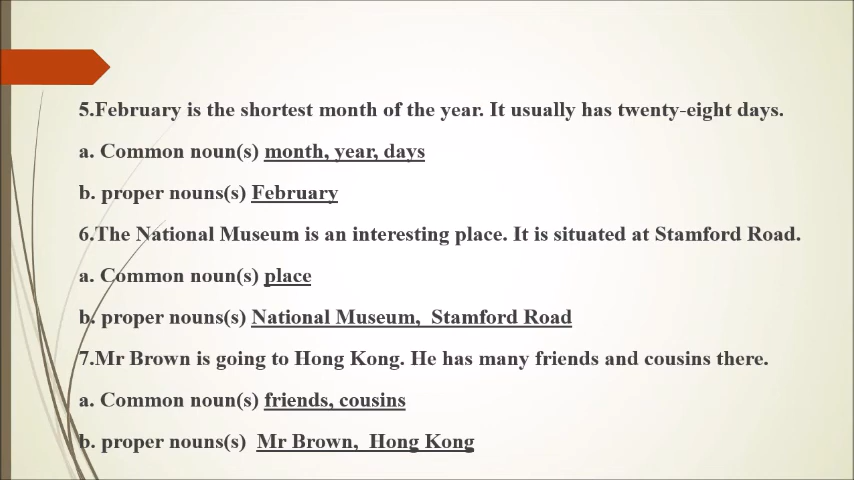 5.February is the shortest month of the year. It usually has twenty-eight days.
a. Common noun(s) month, year, days
b. proper nouns(s) February
6.The National Museum is an interesting place. It is situated at Stamford Road.
a. Common noun(s) place
b. proper nouns(s) National Museum, Stamford Road
7.Mr Brown is going to Hong Kong. He has many friends and cousins there.
a. Common noun(s) friends, cousins
b. proper nouns(s) Mr Brown, Hong Kong